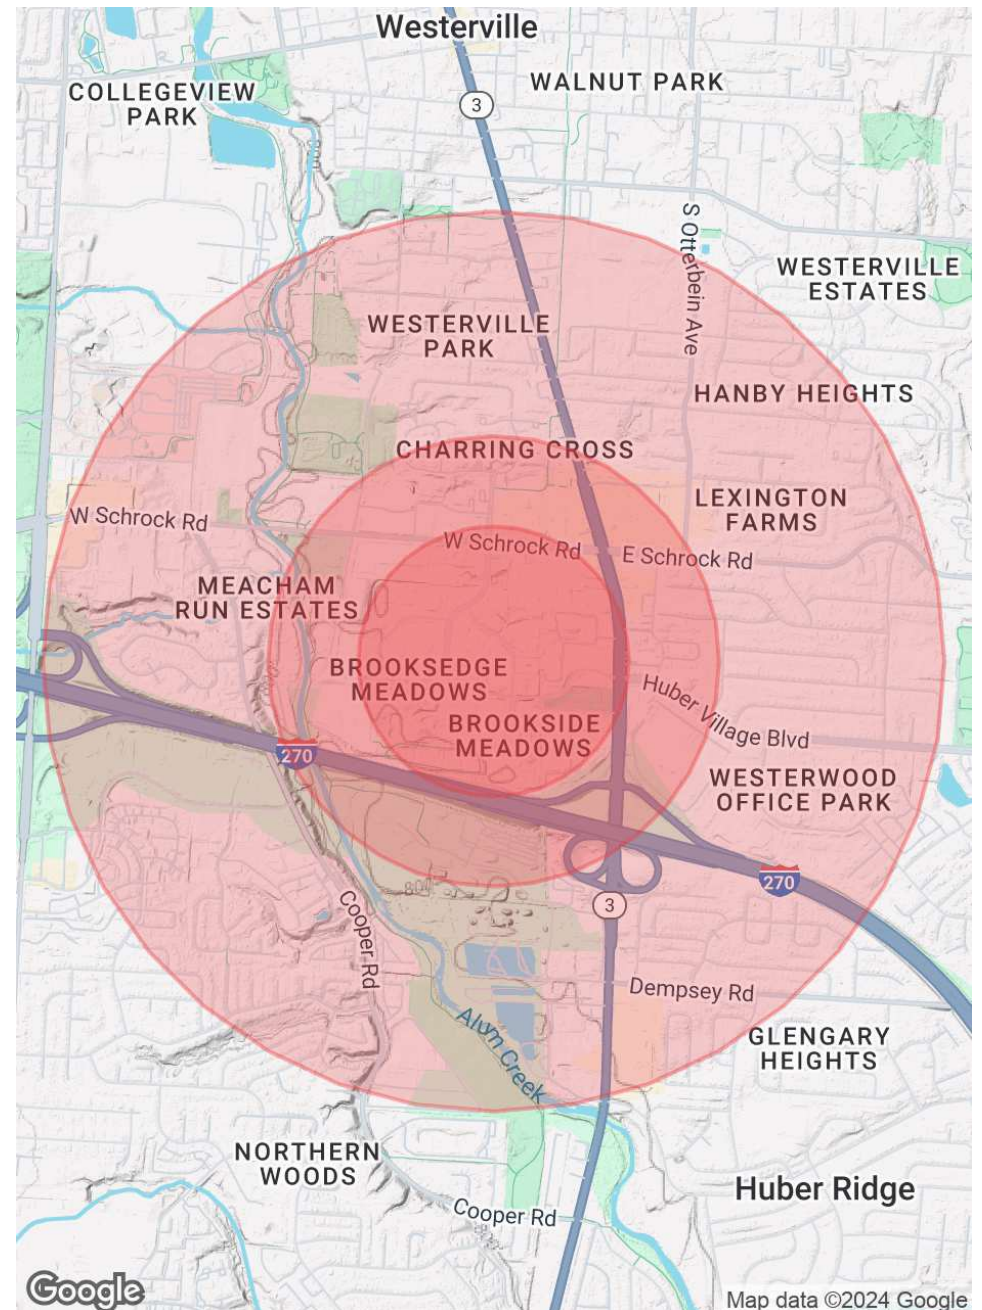 Westerville
WALNUT PARK
COLLEGEVIEW
PARK
3
S Otterbein Ave
WESTERVILLE
ESTATES
WESTERVILLE
PARK
HANBY HEIGHTS
CHARRING CROSS
LEXINGTON
FARMS
W Schrock Rd
W Schrock Rd
E Schrock Rd
MEACHAM
RUN ESTATES
BROOKSEDGE
MEADOWS
Huber Village Blvd
BROOKSIDE
MEADOWS
270
WESTERWOOD
OFFICE PARK
270
Cooper Rd
3
Dempsey Rd
Alum Creek
GLENGARY
HEIGHTS
NORTHERN
WOODS
Huber Ridge
Cooper Rd
Google
Map data ©2024 Google